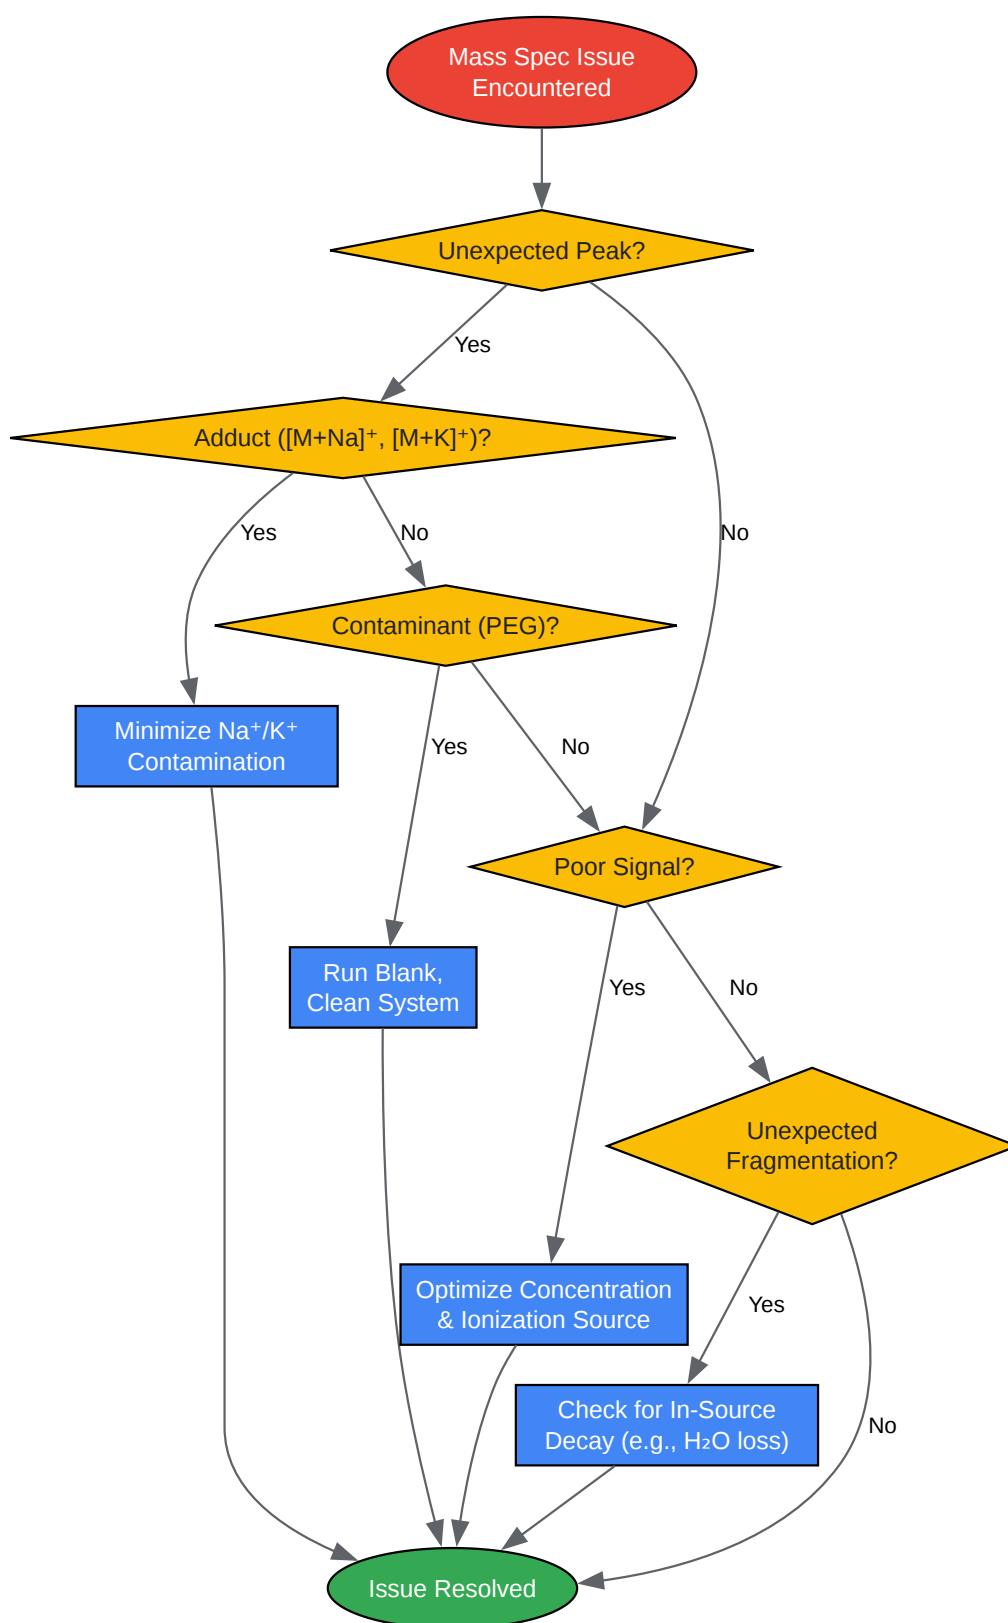 Mass Spec Issue
Encountered
Unexpected Peak?
Yes
Adduct ([M+Na]⁺, [M+K]⁺)?
Yes
No
No
Contaminant (PEG)?
Minimize Na⁺/K⁺
Contamination
Yes
No
Poor Signal?
Run Blank,
Clean System
Yes
No
Unexpected
Fragmentation?
Optimize Concentration
& Ionization Source
Yes
Check for In-Source
Decay (e.g., H₂O loss)
No
Issue Resolved